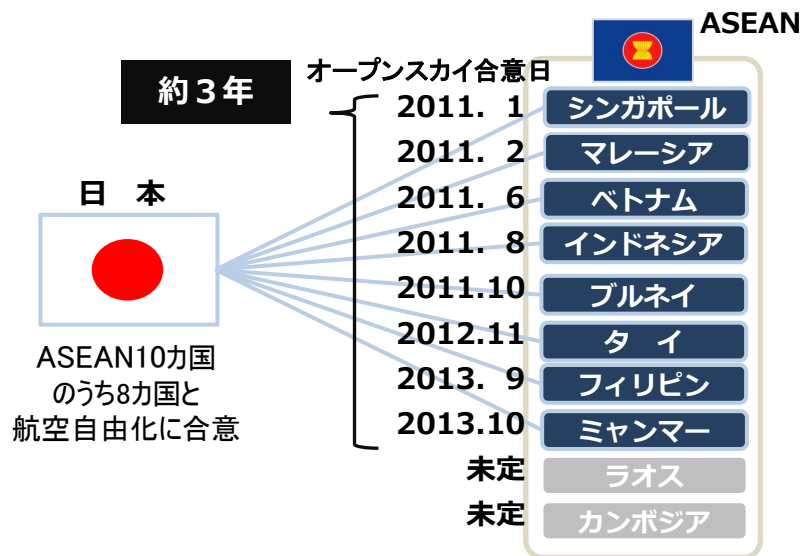 ASEAN
オープンスカイ合意日
約３年
2011. 1 シンガポール
2011. 2 マレーシア
2011. 6 ベトナム
2011. 8 インドネシア
2011.10 ブルネイ
2012.11 タ　イ
2013. 9 フィリピン
2013.10 ミャンマー
未定 ラオス
未定 カンボジア
日　本
ASEAN10カ国
のうち8カ国と
航空自由化に合意